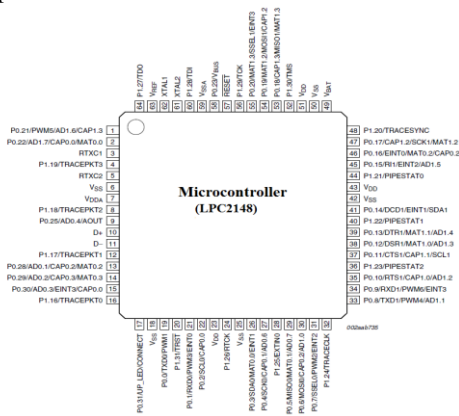 64 P1.27/TDO
63 VREF
62 XTAL1
61 XTAL2
60 P1.28/TDI
59 VSSA
58 P0.23/VBUS
57 RESET
56 P1.29/TCK
55 P0.20/MAT1.3/SSEL1/EINT3
54 P0.19/MAT1.2/MOSI1/CAP1.2
53 P0.18/CAP1.3/MISO1/MAT1.3
52 P1.30/TMS
51 VDD
50 VSS
49 VBAT
P0.21/PWM5/AD1.6/CAP1.3 1
P0.22/AD1.7/CAP0.0/MAT0.0 2
RTXC1 3
P1.19/TRACEPKT3 4
RTXC2 5
VSS 6
VDDA 7
P1.18/TRACEPKT2 8
P0.25/AD0.4/AOUT 9
D+ 10
D− 11
P1.17/TRACEPKT1 12
P0.28/AD0.1/CAP0.2/MAT0.2 13
P0.29/AD0.2/CAP0.3/MAT0.3 14
P0.30/AD0.3/EINT3/CAP0.0 15
P1.16/TRACEPKT0 16
Microcontroller
(LPC2148)
48 P1.20/TRACESYNC
47 P0.17/CAP1.2/SCK1/MAT1.2
46 P0.16/EINT0/MAT0.2/CAP0.2
45 P0.15/RI1/EINT2/AD1.5
44 P1.21/PIPESTAT0
43 VDD
42 VSS
41 P0.14/DCD1/EINT1/SDA1
40 P1.22/PIPESTAT1
39 P0.13/DTR1/MAT1.1/AD1.4
38 P0.12/DSR1/MAT1.0/AD1.3
37 P0.11/CTS1/CAP1.1/SCL1
36 P1.23/PIPESTAT2
35 P0.10/RTS1/CAP1.0/AD1.2
34 P0.9/RXD1/PWM6/EINT3
33 P0.8/TXD1/PWM4/AD1.1
P0.31/UP_LED/CONNECT 17
VSS 18
P0.0/TXD0/PWM1 19
P1.31/TRST 20
P0.1/RXD0/PWM3/EINT0 21
P0.2/SCL0/CAP0.0 22
VDD 23
P1.26/RTCK 24
VSS 25
P0.3/SDA0/MAT0.0/EINT1 26
P0.4/SCK0/CAP0.1/AD0.6 27
P1.25/EXTIN0 28
P0.5/MISO0/MAT0.1/AD0.7 29
P0.6/MOSI0/CAP0.2/AD1.0 30
P0.7/SSEL0/PWM2/EINT2 31
P1.24/TRACECLK 32
002aab735